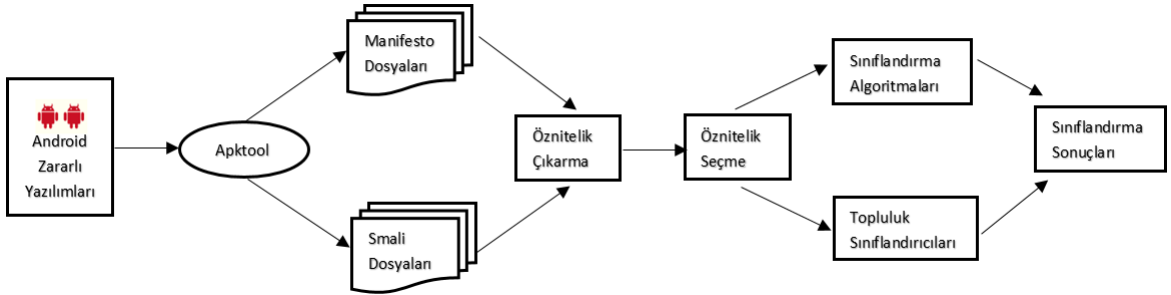 Android
Zararlı
Yazılımları
Apktool
Manifesto
Dosyaları
Smali
Dosyaları
Öznitelik
Çıkarma
Öznitelik
Seçme
Sınıflandırma
Algoritmaları
Topluluk
Sınıflandırıcıları
Sınıflandırma
Sonuçları